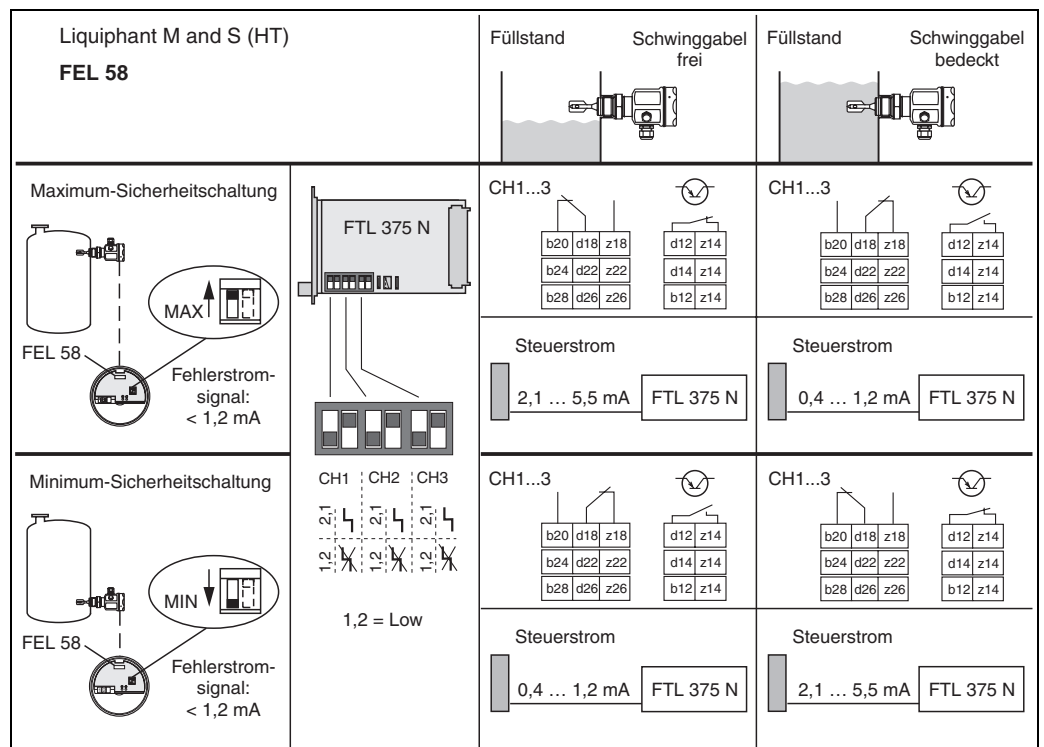 Liquiphant M and S (HT)
FEL 58
Füllstand
Schwinggabel
frei
Füllstand
Schwinggabel
bedeckt
Maximum-Sicherheitschaltung
MAX
FEL 58
Fehlerstrom-
signal:
< 1,2 mA
FTL 375 N
CH1 CH2 CH3
2,1 2,1 2,1
1,2 1,2 1,2
1,2 = Low
CH1...3
b20 d18 z18
b24 d22 z22
b28 d26 z26
d12 z14
d14 z14
b12 z14
CH1...3
b20 d18 z18
b24 d22 z22
b28 d26 z26
d12 z14
d14 z14
b12 z14
Steuerstrom
2,1 … 5,5 mA FTL 375 N
Steuerstrom
0,4 … 1,2 mA FTL 375 N
Minimum-Sicherheitschaltung
MIN
FEL 58
Fehlerstrom-
signal:
< 1,2 mA
CH1...3
b20 d18 z18
b24 d22 z22
b28 d26 z26
d12 z14
d14 z14
b12 z14
CH1...3
b20 d18 z18
b24 d22 z22
b28 d26 z26
d12 z14
d14 z14
b12 z14
Steuerstrom
0,4 … 1,2 mA FTL 375 N
Steuerstrom
2,1 … 5,5 mA FTL 375 N